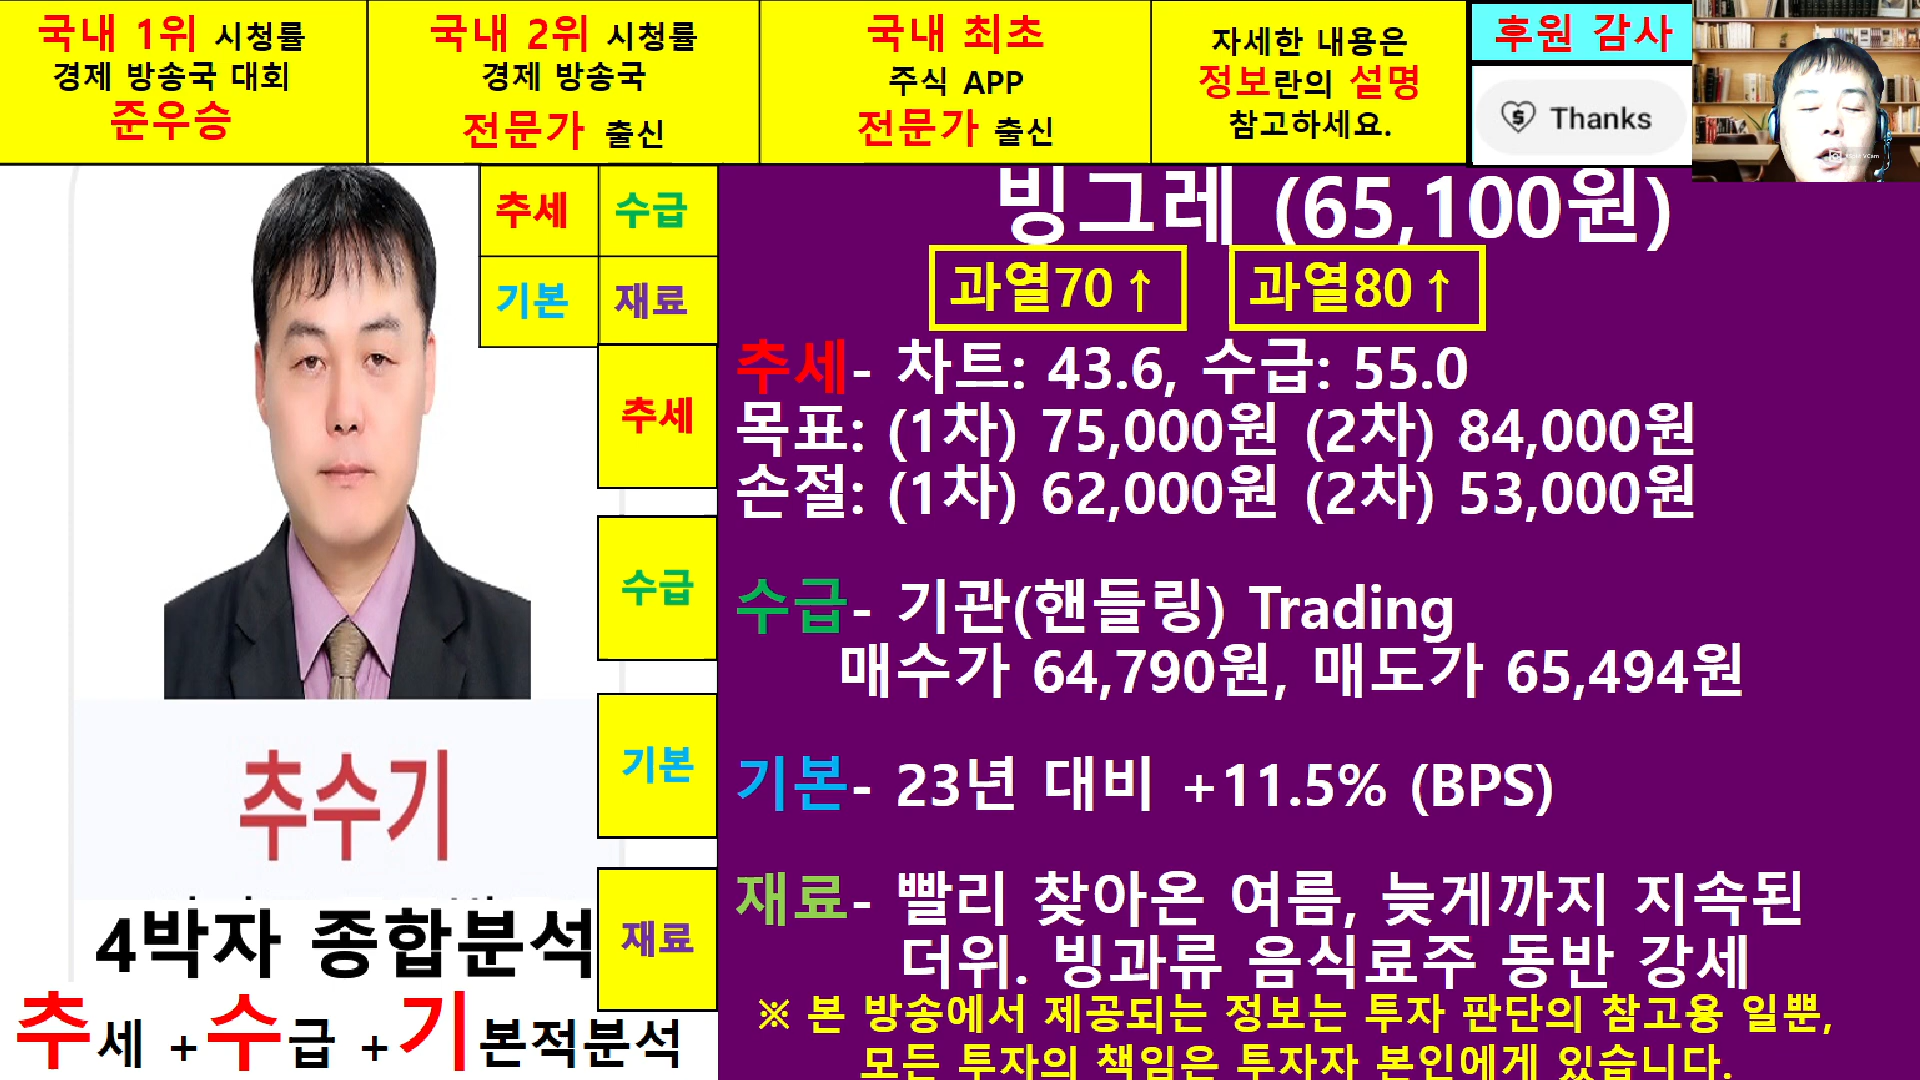 국내 1위 시청률
경제 방송국 대회
준우승
국내 2위 시청률
경제 방송국
전문가 출신
국내 최초
주식 APP
전문가 출신
자세한 내용은
정보란의 설명
참고하세요.
후원 감사
Thanks
추세
수급
기본
재료
추세
수급
기본
재료
추수기
4박자 종합분석
추세 + 수급 + 기본적분석
빙그레 (65,100원)
과열70↑ 과열80↑
추세- 차트: 43.6, 수급: 55.0
목표: (1차) 75,000원 (2차) 84,000원
손절: (1차) 62,000원 (2차) 53,000원
수급- 기관(핸들링) Trading
매수가 64,790원, 매도가 65,494원
기본- 23년 대비 +11.5% (BPS)
재료- 빨리 찾아온 여름, 늦게까지 지속된
더위. 빙과류 음식료주 동반 강세
※ 본 방송에서 제공되는 정보는 투자 판단의 참고용 일뿐,
모든 투자의 책임은 투자자 본인에게 있습니다.